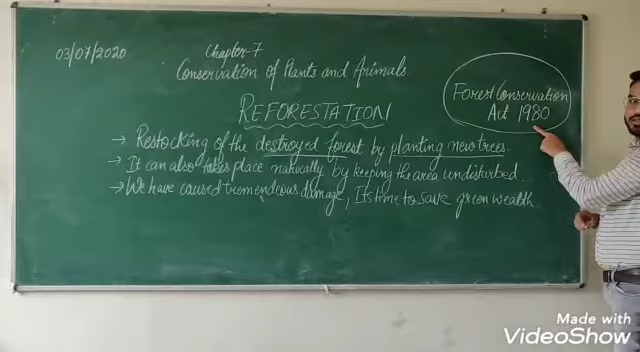 03/07/2020
Chapter-7
Conservation of Plants and Animals
REFORESTATION
Forest Conservation
Act 1980
→ Restocking of the destroyed forest by planting new trees.
→ It can also takes place naturally by keeping the area undisturbed.
→ We have caused tremendeous damage, Its time to save green wealth.
Made with
VideoShow